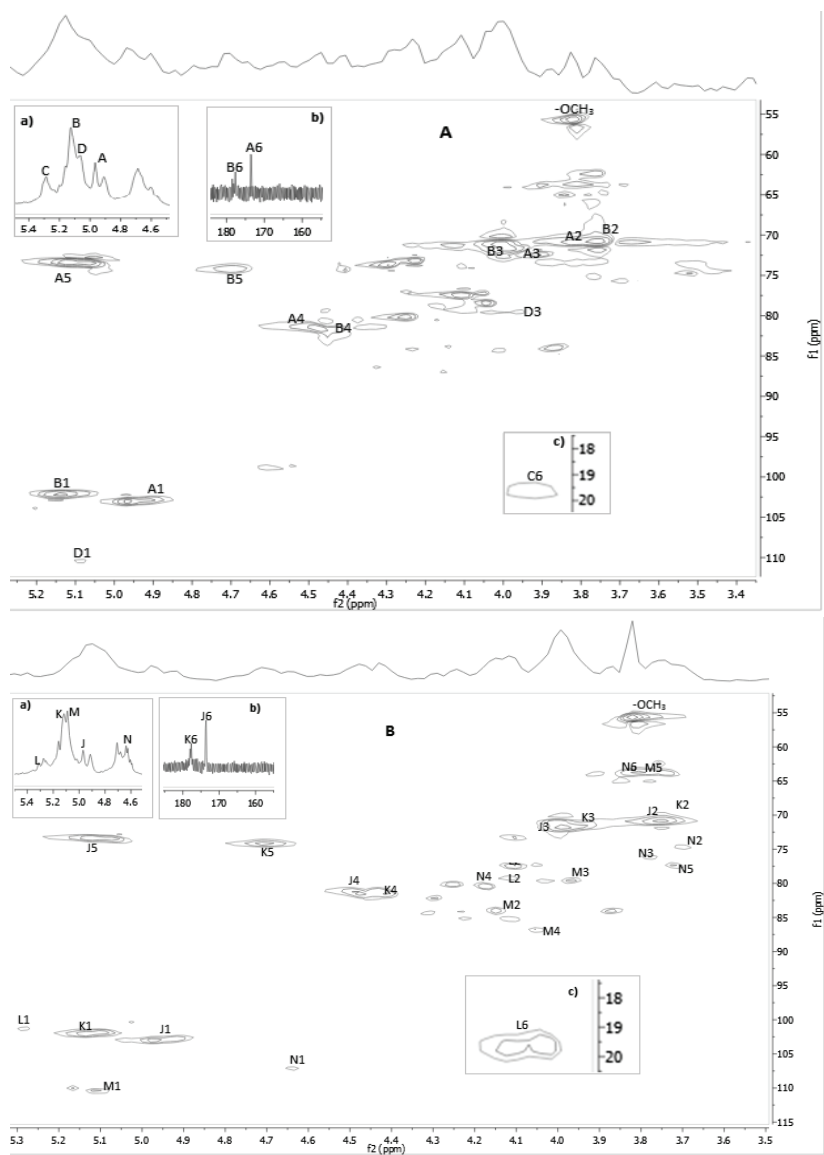 -OCH₃
55
60
65
70
75
80
85
90
95
100
105
110
f1 (ppm)
a)
B
D
A
C
5.4 5.2 5.0 4.8 4.6
b)
A6
B6
180 170 160
A
A2
B2
B3
A3
A5
B5
D3
A4
B4
c)
18
C6
19
20
B1
A1
D1
5.2 5.1 5.0 4.9 4.8 4.7 4.6 4.5 4.4 4.3 4.2 4.1 4.0 3.9 3.8 3.7 3.6 3.5 3.4
f2 (ppm)
-OCH₃
55
60
65
70
75
80
85
90
95
100
105
110
115
f1 (ppm)
a)
K M
J
N
L
5.4 5.2 5.0 4.8 4.6
b)
J6
K6
180 170 160
B
N6 M5
K2
J2
K3
J3
N2
N3
N5
J5
K5
J4
K4
N4
L2
M3
M2
M4
c)
18
L6
19
20
L1
K1
J1
N1
M1
5.3 5.2 5.1 5.0 4.9 4.8 4.7 4.6 4.5 4.4 4.3 4.2 4.1 4.0 3.9 3.8 3.7 3.6 3.5
f2 (ppm)